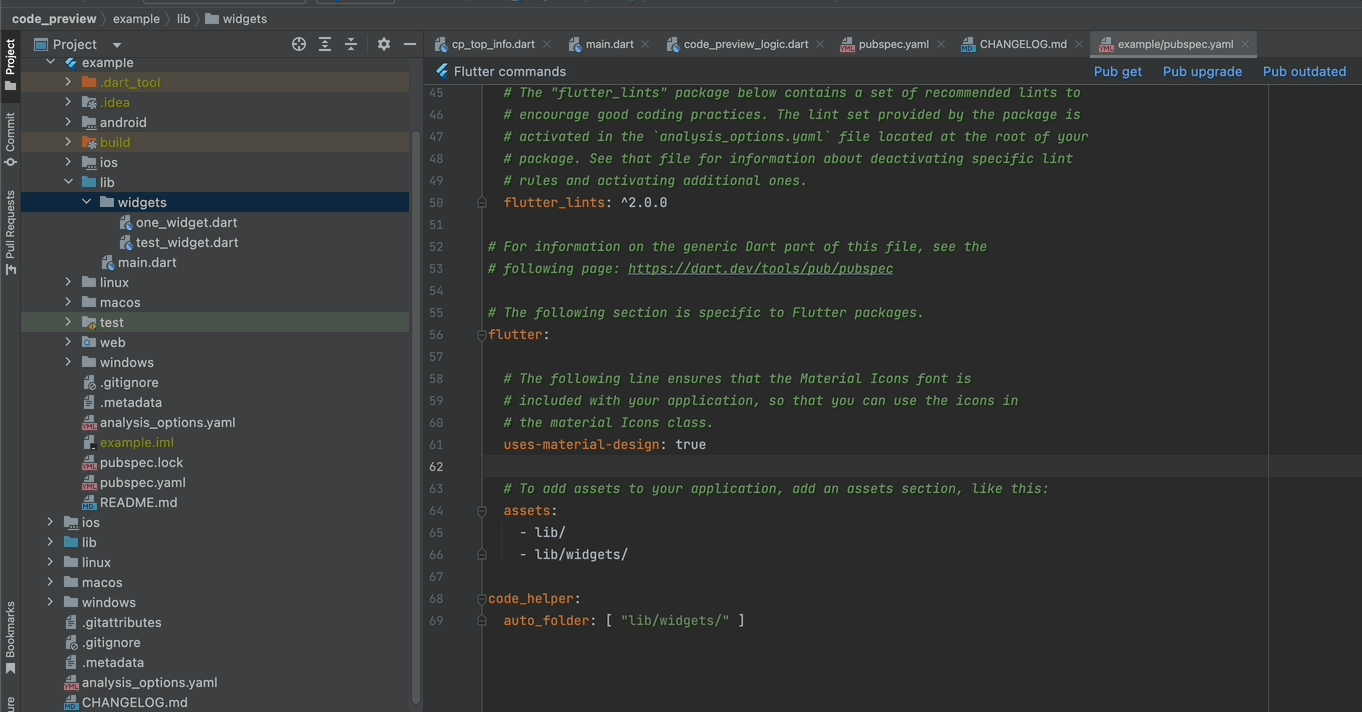 code_preview example lib widgets
Project
cp_top_info.dart main.dart code_preview_logic.dart pubspec.yaml CHANGELOG.md example/pubspec.yaml
Flutter commands Pub get Pub upgrade Pub outdated
Project
Commit
Pull Requests
Bookmarks
example
.dart_tool
.idea
android
build
ios
lib
widgets
one_widget.dart
test_widget.dart
main.dart
linux
macos
test
web
windows
.gitignore
.metadata
analysis_options.yaml
example.iml
pubspec.lock
pubspec.yaml
README.md
ios
lib
linux
macos
windows
.gitattributes
.gitignore
.metadata
analysis_options.yaml
CHANGELOG.md
45 # The "flutter_lints" package below contains a set of recommended lints to
46 # encourage good coding practices. The lint set provided by the package is
47 # activated in the `analysis_options.yaml` file located at the root of your
48 # package. See that file for information about deactivating specific lint
49 # rules and activating additional ones.
50 flutter_lints: ^2.0.0
51
52 # For information on the generic Dart part of this file, see the
53 # following page: https://dart.dev/tools/pub/pubspec
54
55 # The following section is specific to Flutter packages.
56 flutter:
57
58 # The following line ensures that the Material Icons font is
59 # included with your application, so that you can use the icons in
60 # the material Icons class.
61 uses-material-design: true
62
63 # To add assets to your application, add an assets section, like this:
64 assets:
65 - lib/
66 - lib/widgets/
67
68 code_helper:
69 auto_folder: [ "lib/widgets/" ]